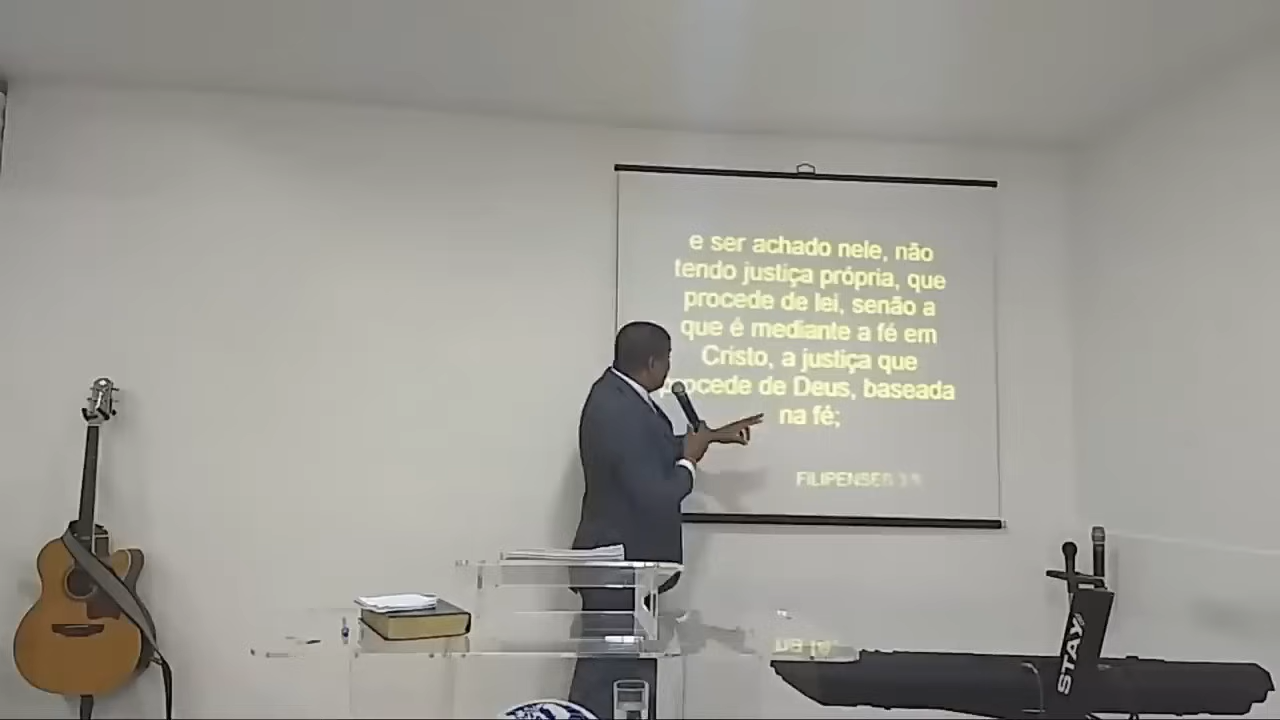 e ser achado nele, não
tendo justiça própria, que
procede de lei, senão a
que é mediante a fé em
Cristo, a justiça que
procede de Deus, baseada
na fé;
FILIPENSES
STAY